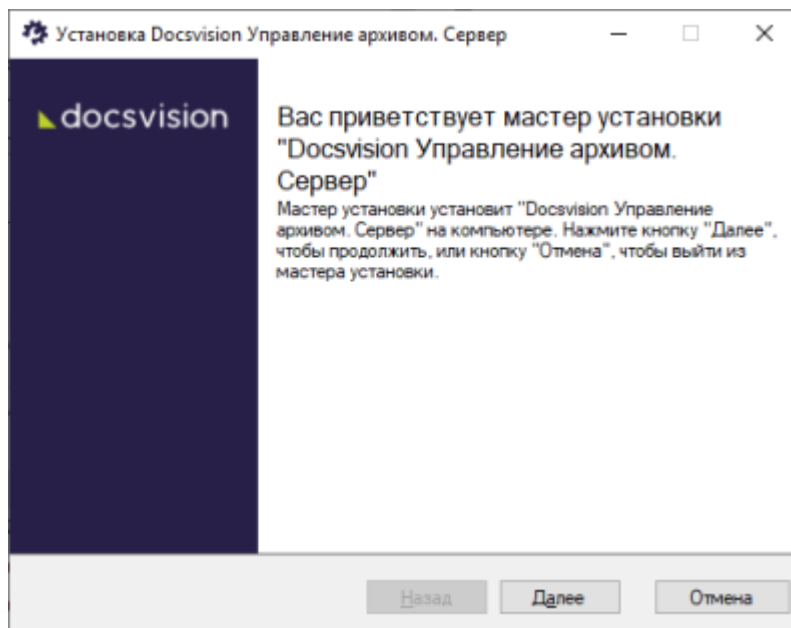 Установка Docsvision Управление архивом. Сервер
docsvision
Вас приветствует мастер установки
"Docsvision Управление архивом.
Сервер"
Мастер установки установит "Docsvision Управление
архивом. Сервер" на компьютере. Нажмите кнопку "Далее",
чтобы продолжить, или кнопку "Отмена", чтобы выйти из
мастера установки.
Назад Далее Отмена